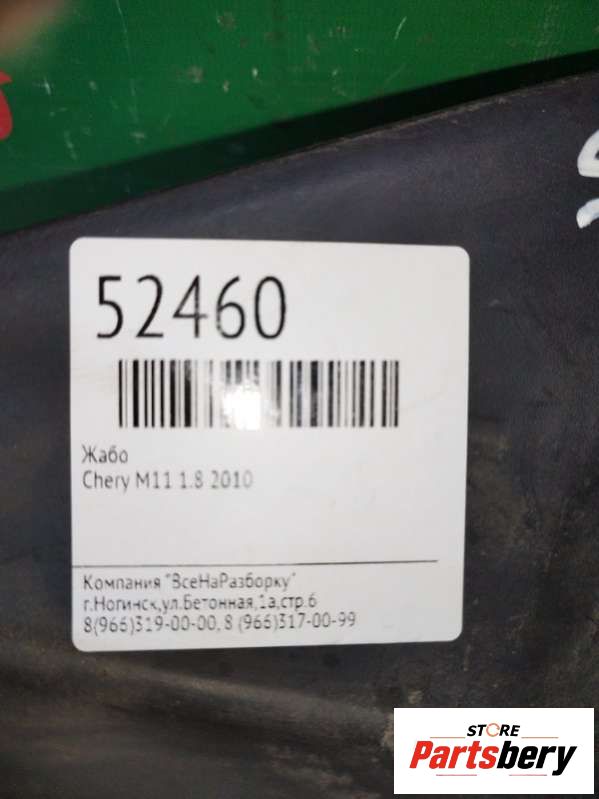 52460
Жабо
Chery M11 1.8 2010
Компания "ВсеНаРазборку"
г.Ногинск,ул.Бетонная,1а,стр.6
8(966)319-00-00, 8 (966)317-00-99
STORE
Partsbery